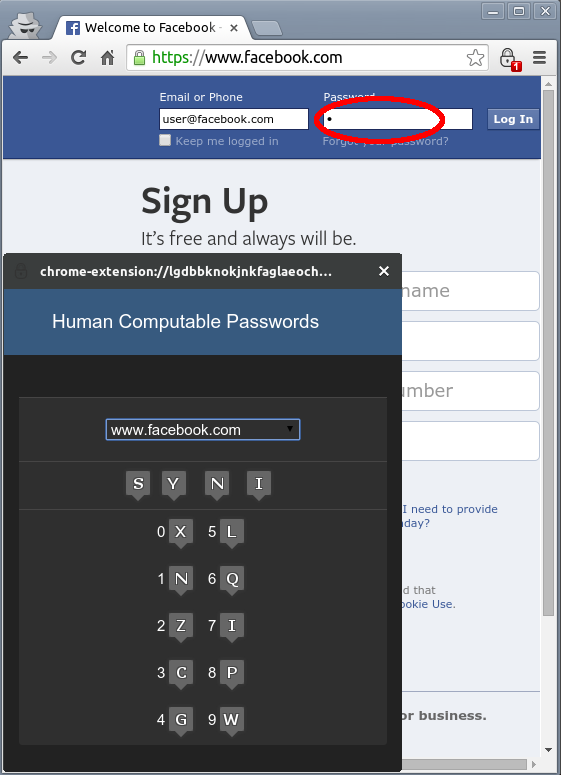 Welcome to Facebook -
https://www.facebook.com
1
Email or Phone
Password
user@facebook.com
•
Log In
Keep me logged in
Forgot your password?
Sign Up
It's free and always will be.
chrome-extension://lgdbbknokjnkfaglaeoch...
name
Human Computable Passwords
umber
www.facebook.com
S Y N I
I need to provide
day?
0 X 5 L
1 N 6 Q
d that
okie Use.
2 Z 7 I
3 C 8 P
4 G 9 W
or business.